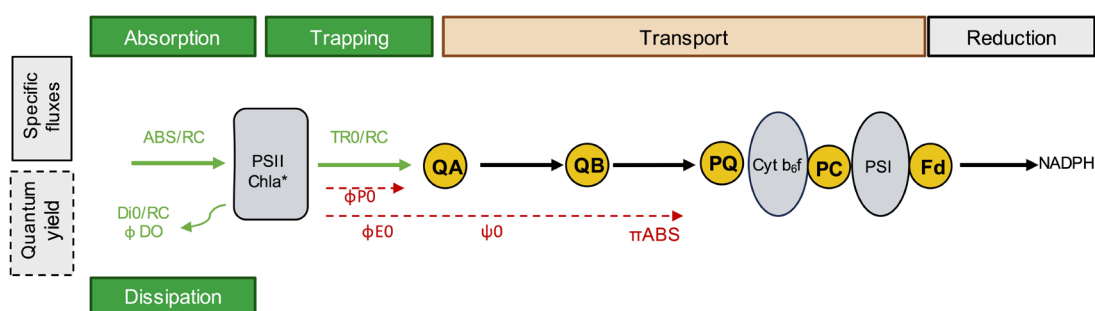 Absorption
Trapping
Transport
Reduction
Specific
fluxes
ABS/RC
PSII
Chla*
TR0/RC
QA
QB
PQ
Cyt b₆f
PC
PSI
Fd
NADPH
ϕP0
Quantum
yield
Di0/RC
ϕ DO
ϕE0
ψ0
πABS
Dissipation